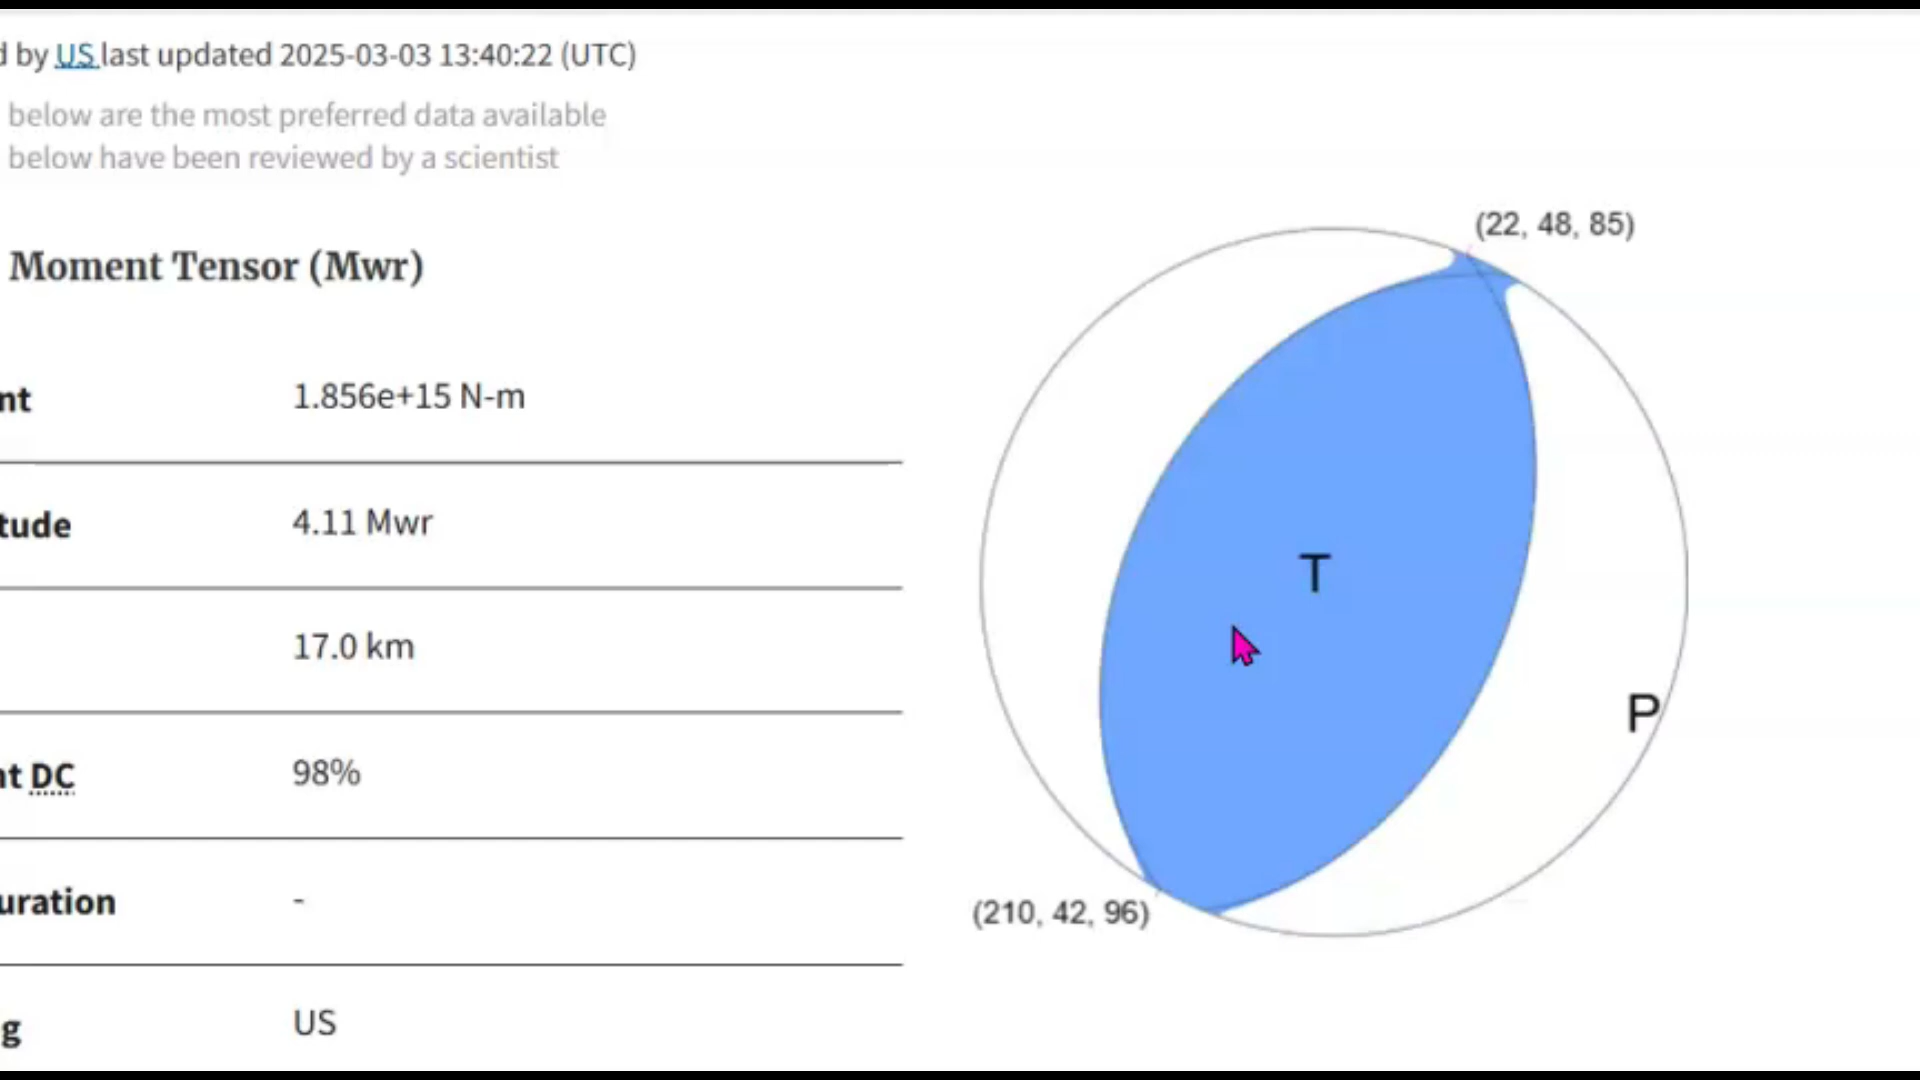 d by US last updated 2025-03-03 13:40:22 (UTC)
below are the most preferred data available
below have been reviewed by a scientist
(22, 48, 85)
Moment Tensor (Mwr)
nt 1.856e+15 N-m
tude 4.11 Mwr
T
17.0 km
P
nt DC 98%
uration -
(210, 42, 96)
g US